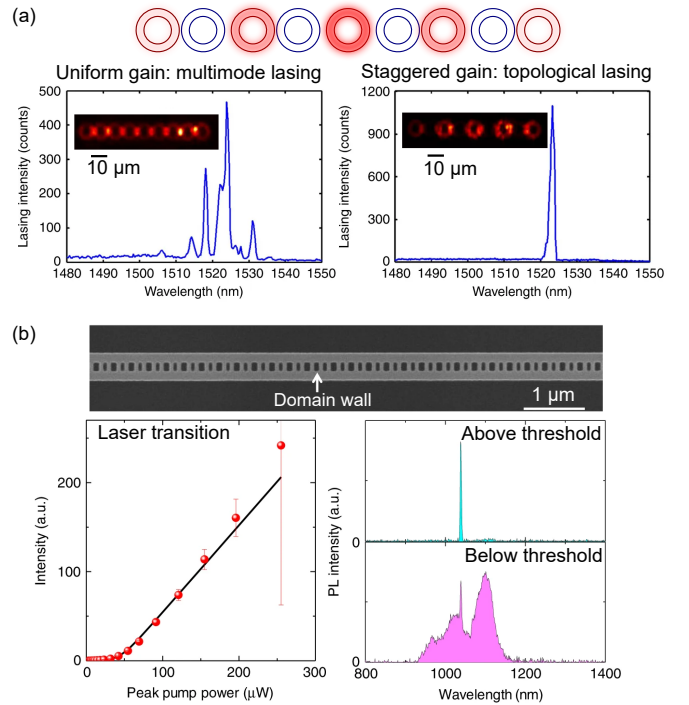 (a)
Uniform gain: multimode lasing
Staggered gain: topological lasing
Lasing intensity (counts)
500
400
300
200
100
0
10 μm
1480 1490 1500 1510 1520 1530 1540 1550
Wavelength (nm)
Lasing intensity (counts)
1200
900
600
300
0
10 μm
1480 1490 1500 1510 1520 1530 1540 1550
Wavelength (nm)
(b)
Domain wall
1 μm
Laser transition
Intensity (a.u.)
200
100
0
0 100 200 300
Peak pump power (μW)
PL intensity (a.u.)
Above threshold
0
Below threshold
0
800 1000 1200 1400
Wavelength (nm)